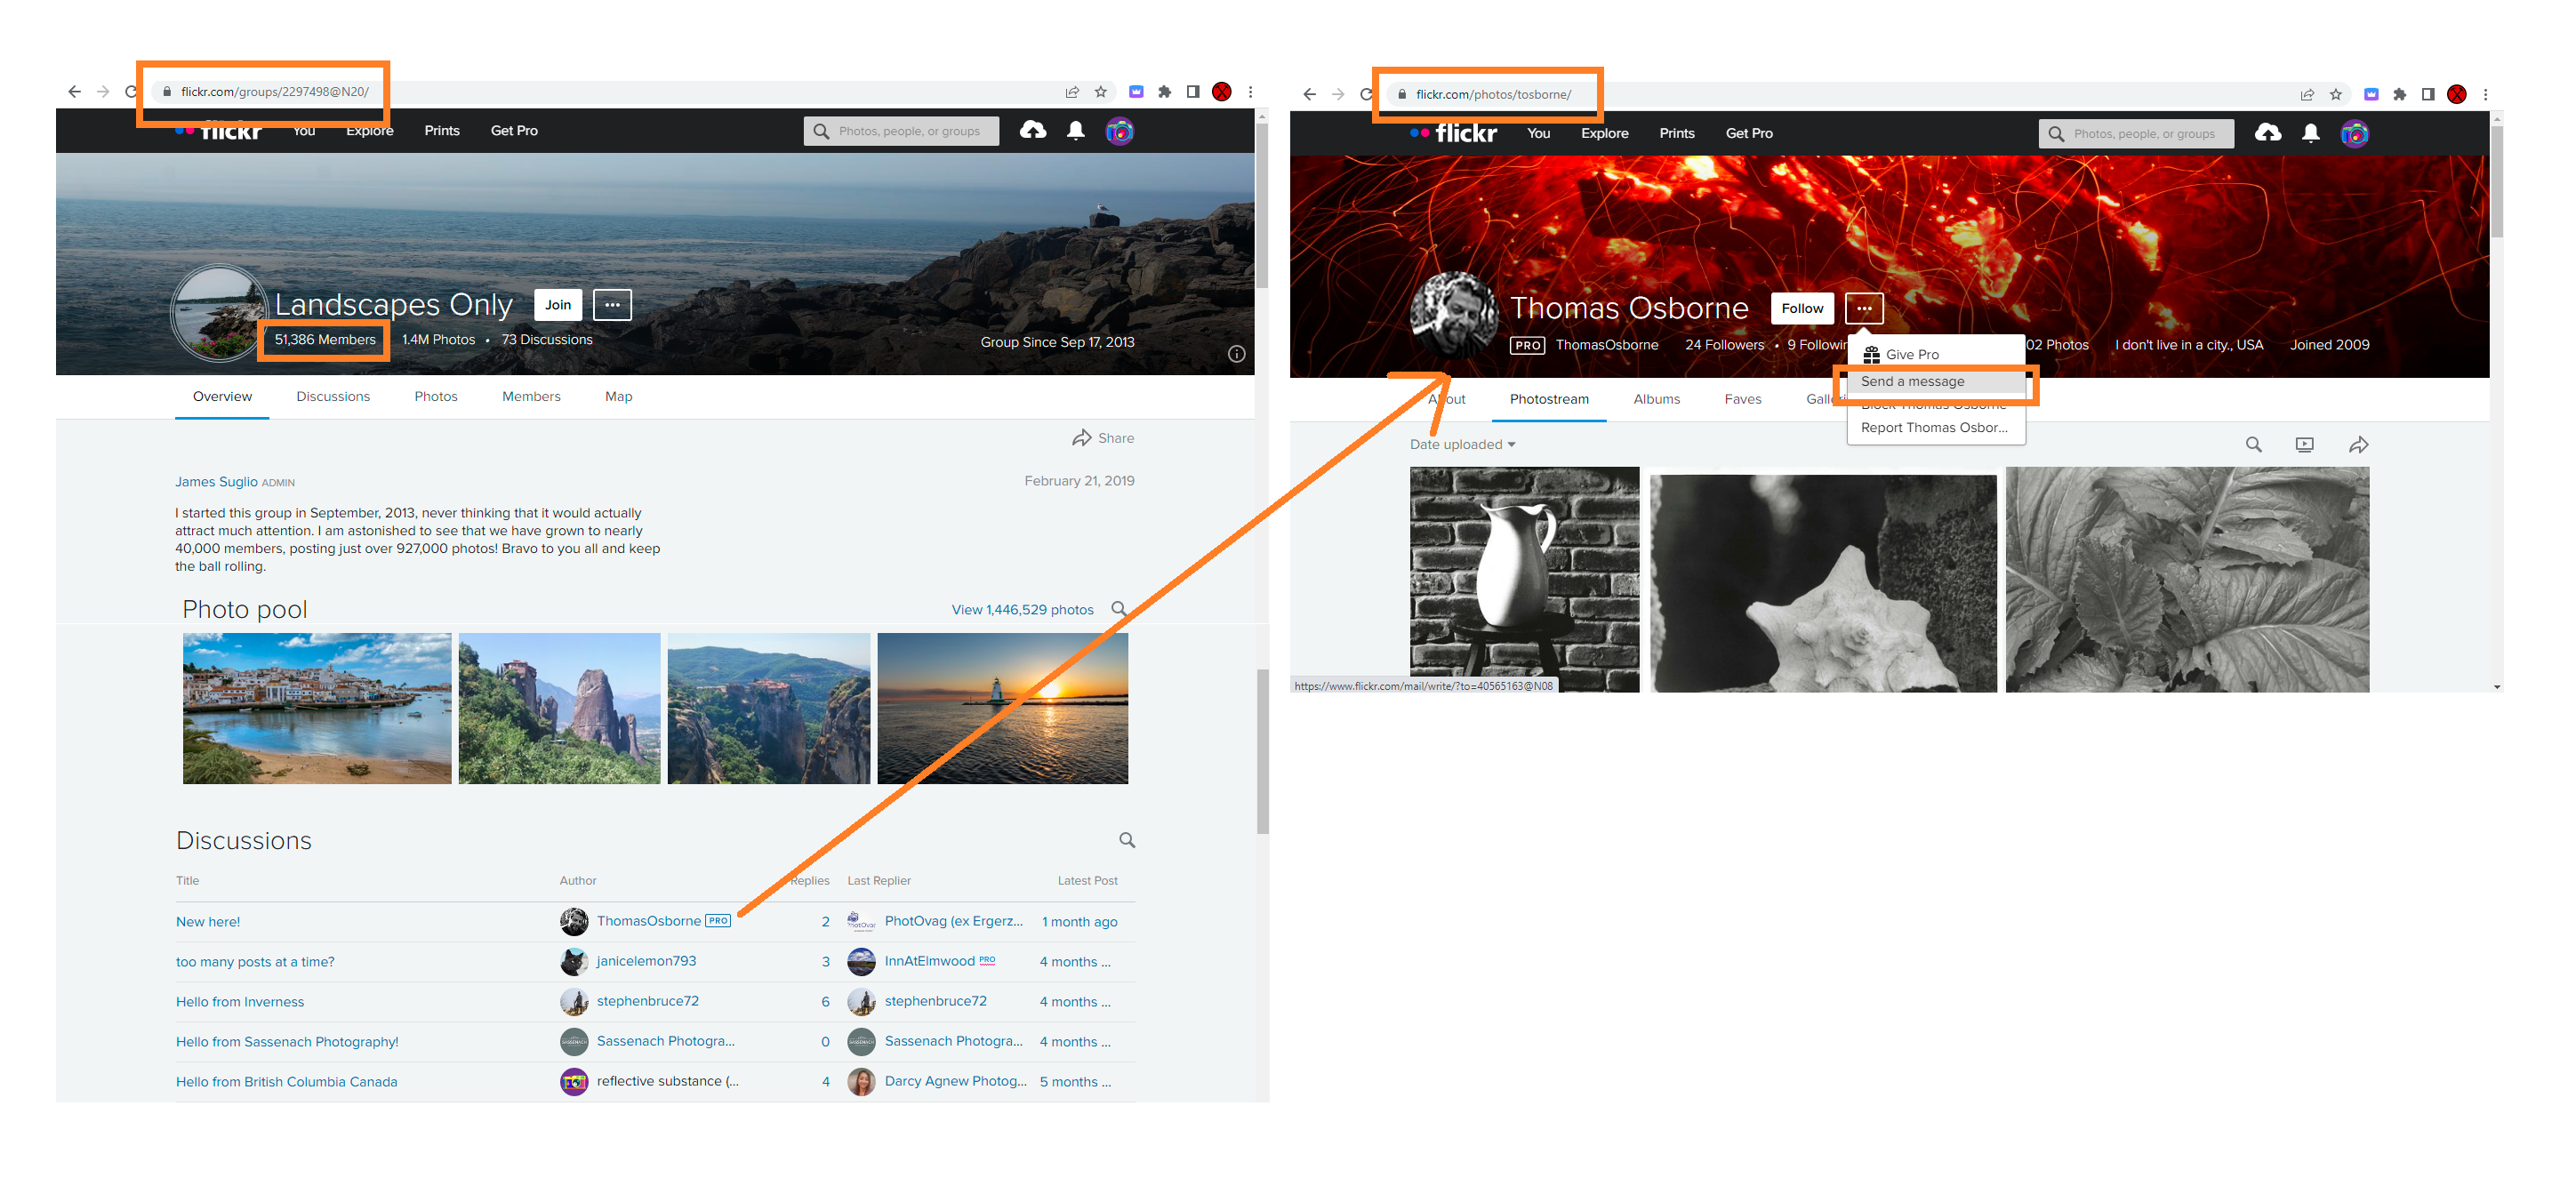 flickr.com/groups/2297498@N20/
flickr You Explore Prints Get Pro Photos, people, or groups
Landscapes Only Join ...
51,386 Members 1.4M Photos • 73 Discussions Group Since Sep 17, 2013
Overview Discussions Photos Members Map
Share
James Suglio ADMIN February 21, 2019
I started this group in September, 2013, never thinking that it would actually
attract much attention. I am astonished to see that we have grown to nearly
40,000 members, posting just over 927,000 photos! Bravo to you all and keep
the ball rolling.
Photo pool View 1,446,529 photos
Discussions
Title Author Replies Last Replier Latest Post
New here! ThomasOsborne PRO 2 PhotOvag (ex Ergerz... 1 month ago
too many posts at a time? janicelemon793 3 InnAtElmwood PRO 4 months ...
Hello from Inverness stephenbruce72 6 stephenbruce72 4 months ...
Hello from Sassenach Photography! Sassenach Photogra... 0 Sassenach Photogra... 4 months ...
Hello from British Columbia Canada reflective substance (... 4 Darcy Agnew Photog... 5 months ...
flickr.com/photos/tosborne/
flickr You Explore Prints Get Pro Photos, people, or groups
Thomas Osborne Follow ...
PRO ThomasOsborne 24 Followers • 9 Followin 02 Photos I don't live in a city., USA Joined 2009
Give Pro
Send a message
Block Thomas Osborne
Report Thomas Osbor...
About Photostream Albums Faves Galleri
Date uploaded
https://www.flickr.com/mail/write/?to=40565163@N08